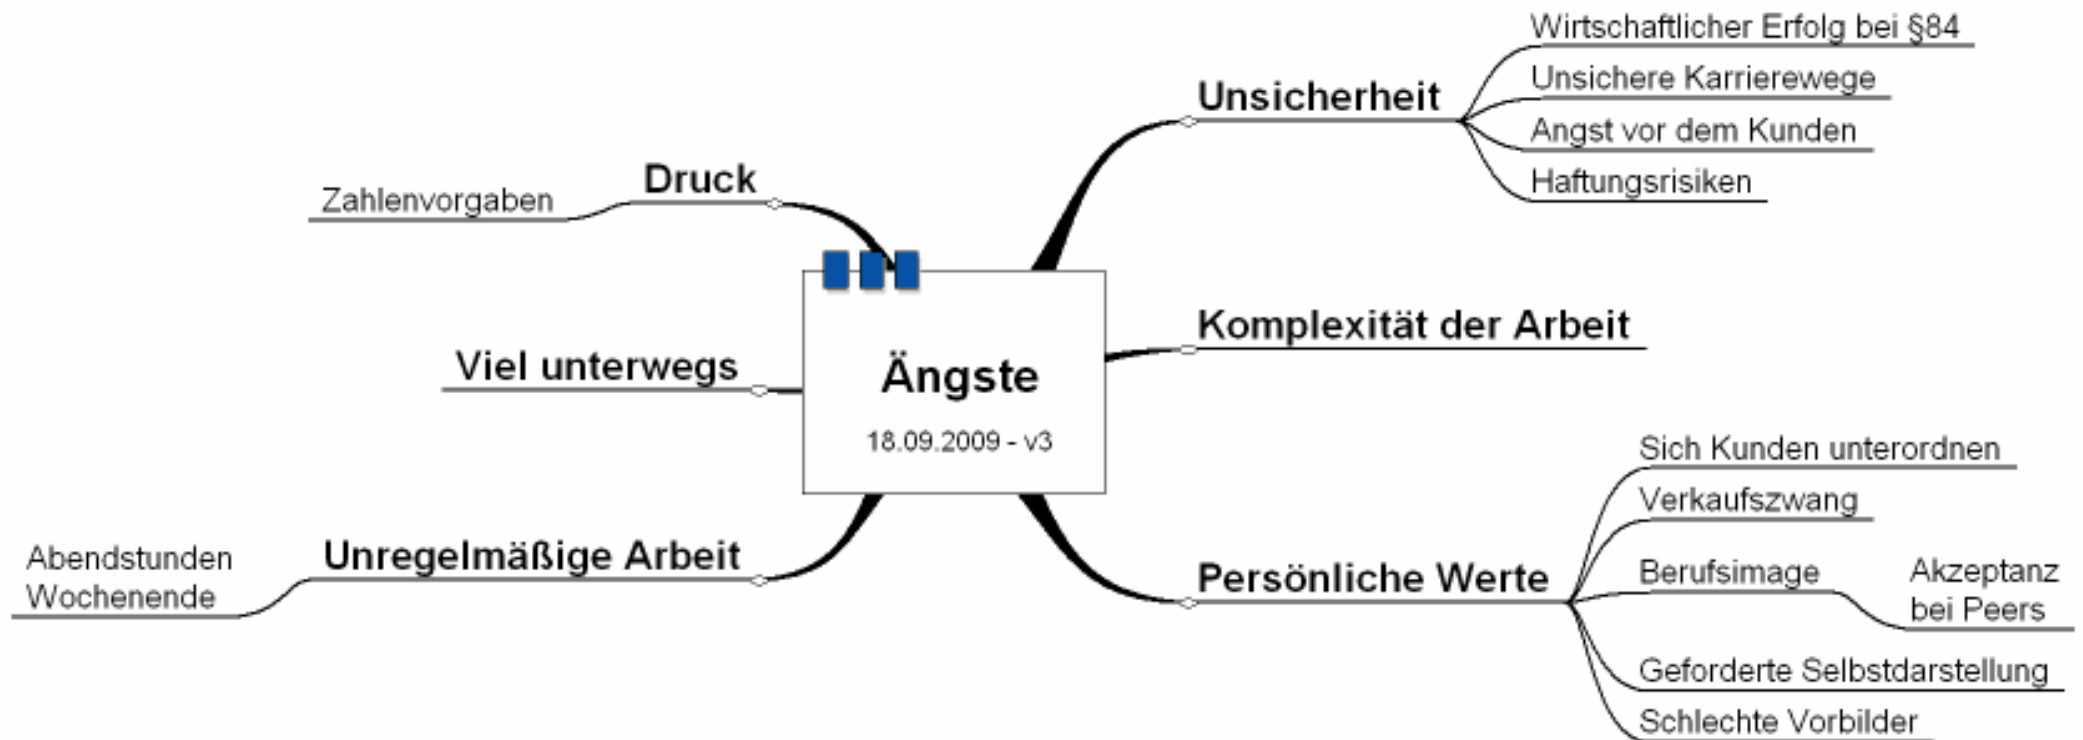 Ängste
18.09.2009 - v3
Unsicherheit
Wirtschaftlicher Erfolg bei §84
Unsichere Karrierewege
Angst vor dem Kunden
Haftungsrisiken
Komplexität der Arbeit
Persönliche Werte
Sich Kunden unterordnen
Verkaufszwang
Berufsimage
Akzeptanz
bei Peers
Geforderte Selbstdarstellung
Schlechte Vorbilder
Unregelmäßige Arbeit
Abendstunden
Wochenende
Viel unterwegs
Druck
Zahlenvorgaben